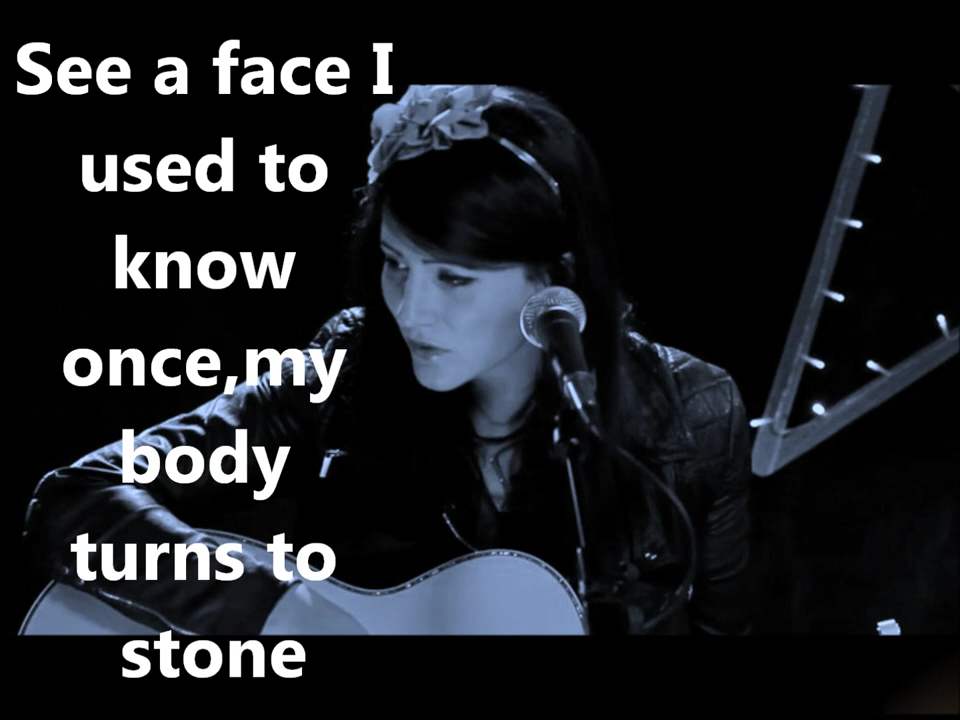 See a face I
used to
know
once,my
body
turns to
stone